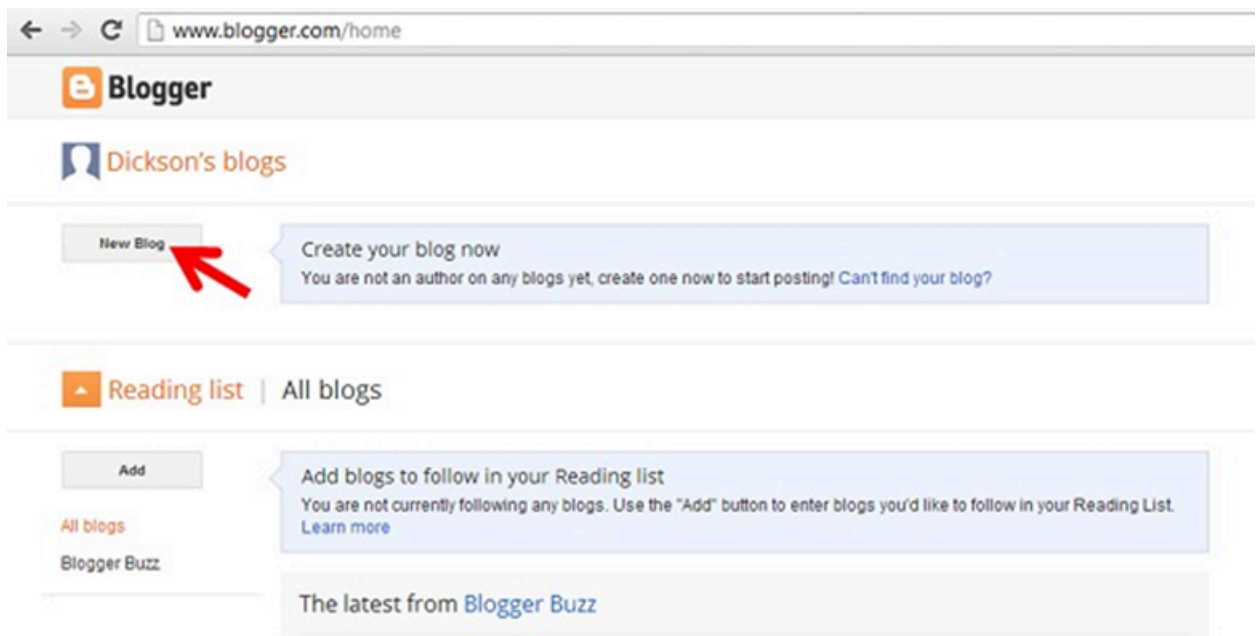 www.blogger.com/home
Blogger
Dickson's blogs
New Blog
Create your blog now
You are not an author on any blogs yet, create one now to start posting! Can't find your blog?
Reading list | All blogs
Add
Add blogs to follow in your Reading list
You are not currently following any blogs. Use the "Add" button to enter blogs you'd like to follow in your Reading List.
Learn more
All blogs
Blogger Buzz
The latest from Blogger Buzz